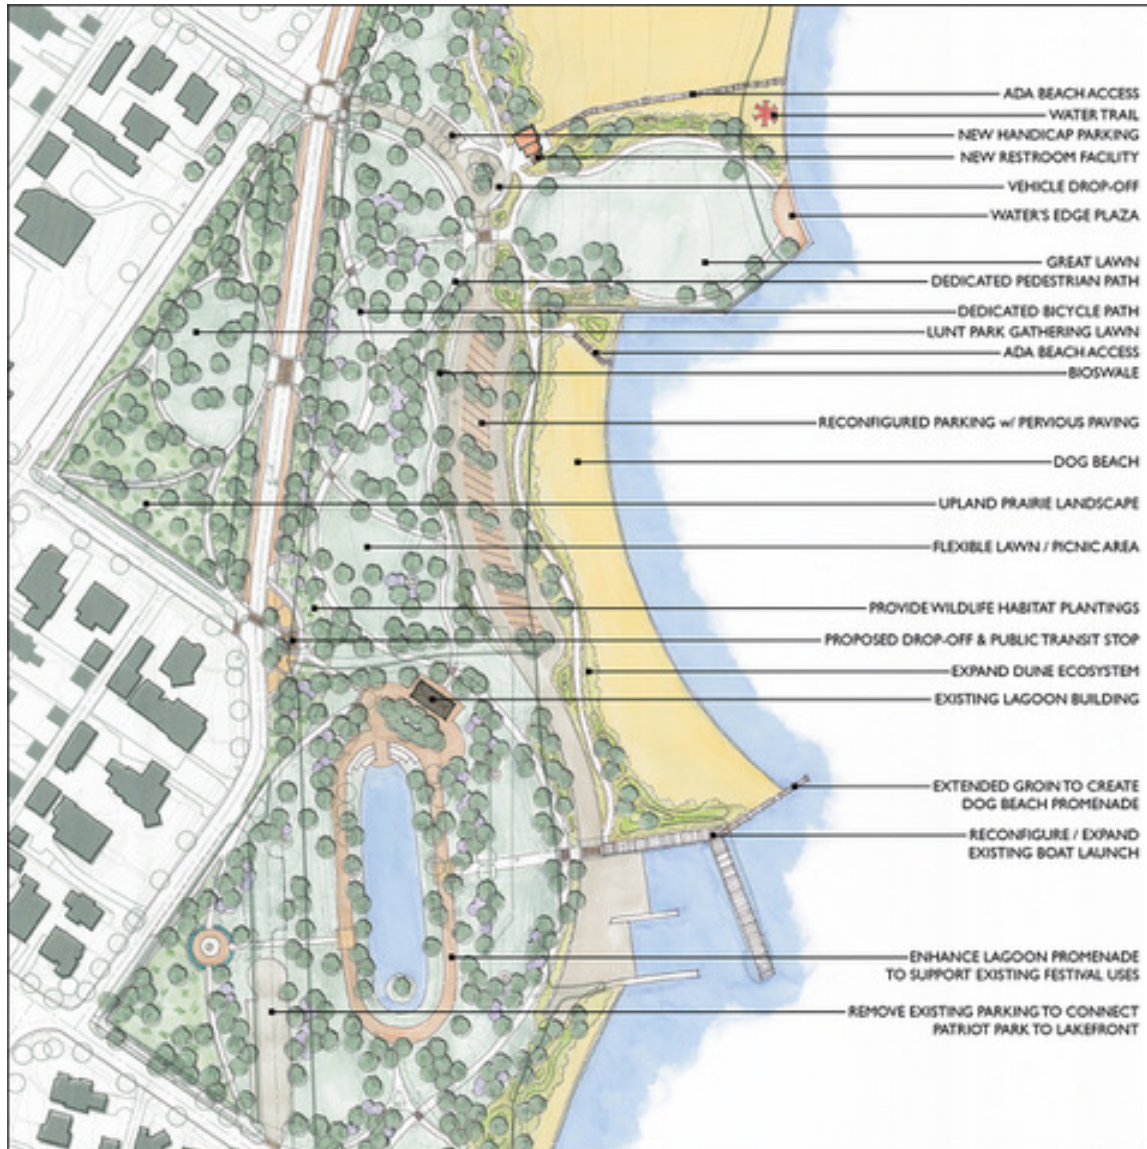 ADA BEACH ACCESS
WATER TRAIL
NEW HANDICAP PARKING
NEW RESTROOM FACILITY
VEHICLE DROP-OFF
WATER'S EDGE PLAZA
GREAT LAWN
DEDICATED PEDESTRIAN PATH
DEDICATED BICYCLE PATH
LUNT PARK GATHERING LAWN
ADA BEACH ACCESS
BIOSWALE
RECONFIGURED PARKING w/ PERVIOUS PAVING
DOG BEACH
UPLAND PRAIRIE LANDSCAPE
FLEXIBLE LAWN / PICNIC AREA
PROVIDE WILDLIFE HABITAT PLANTINGS
PROPOSED DROP-OFF & PUBLIC TRANSIT STOP
EXPAND DUNE ECOSYSTEM
EXISTING LAGOON BUILDING
EXTENDED GROIN TO CREATE
DOG BEACH PROMENADE
RECONFIGURE / EXPAND
EXISTING BOAT LAUNCH
ENHANCE LAGOON PROMENADE
TO SUPPORT EXISTING FESTIVAL USES
REMOVE EXISTING PARKING TO CONNECT
PATRIOT PARK TO LAKEFRONT